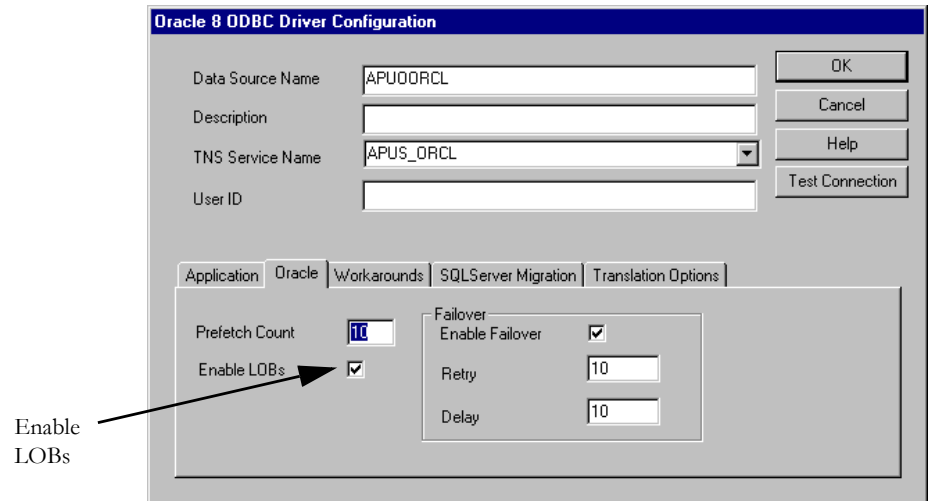 Oracle 8 ODBC Driver Configuration
Data Source Name APUOORCL OK
Description Cancel
TNS Service Name APUS_ORCL Help
User ID Test Connection
Application Oracle Workarounds SQLServer Migration Translation Options
Prefetch Count 10
Enable LOBs
Failover
Enable Failover
Retry 10
Delay 10
Enable
LOBs